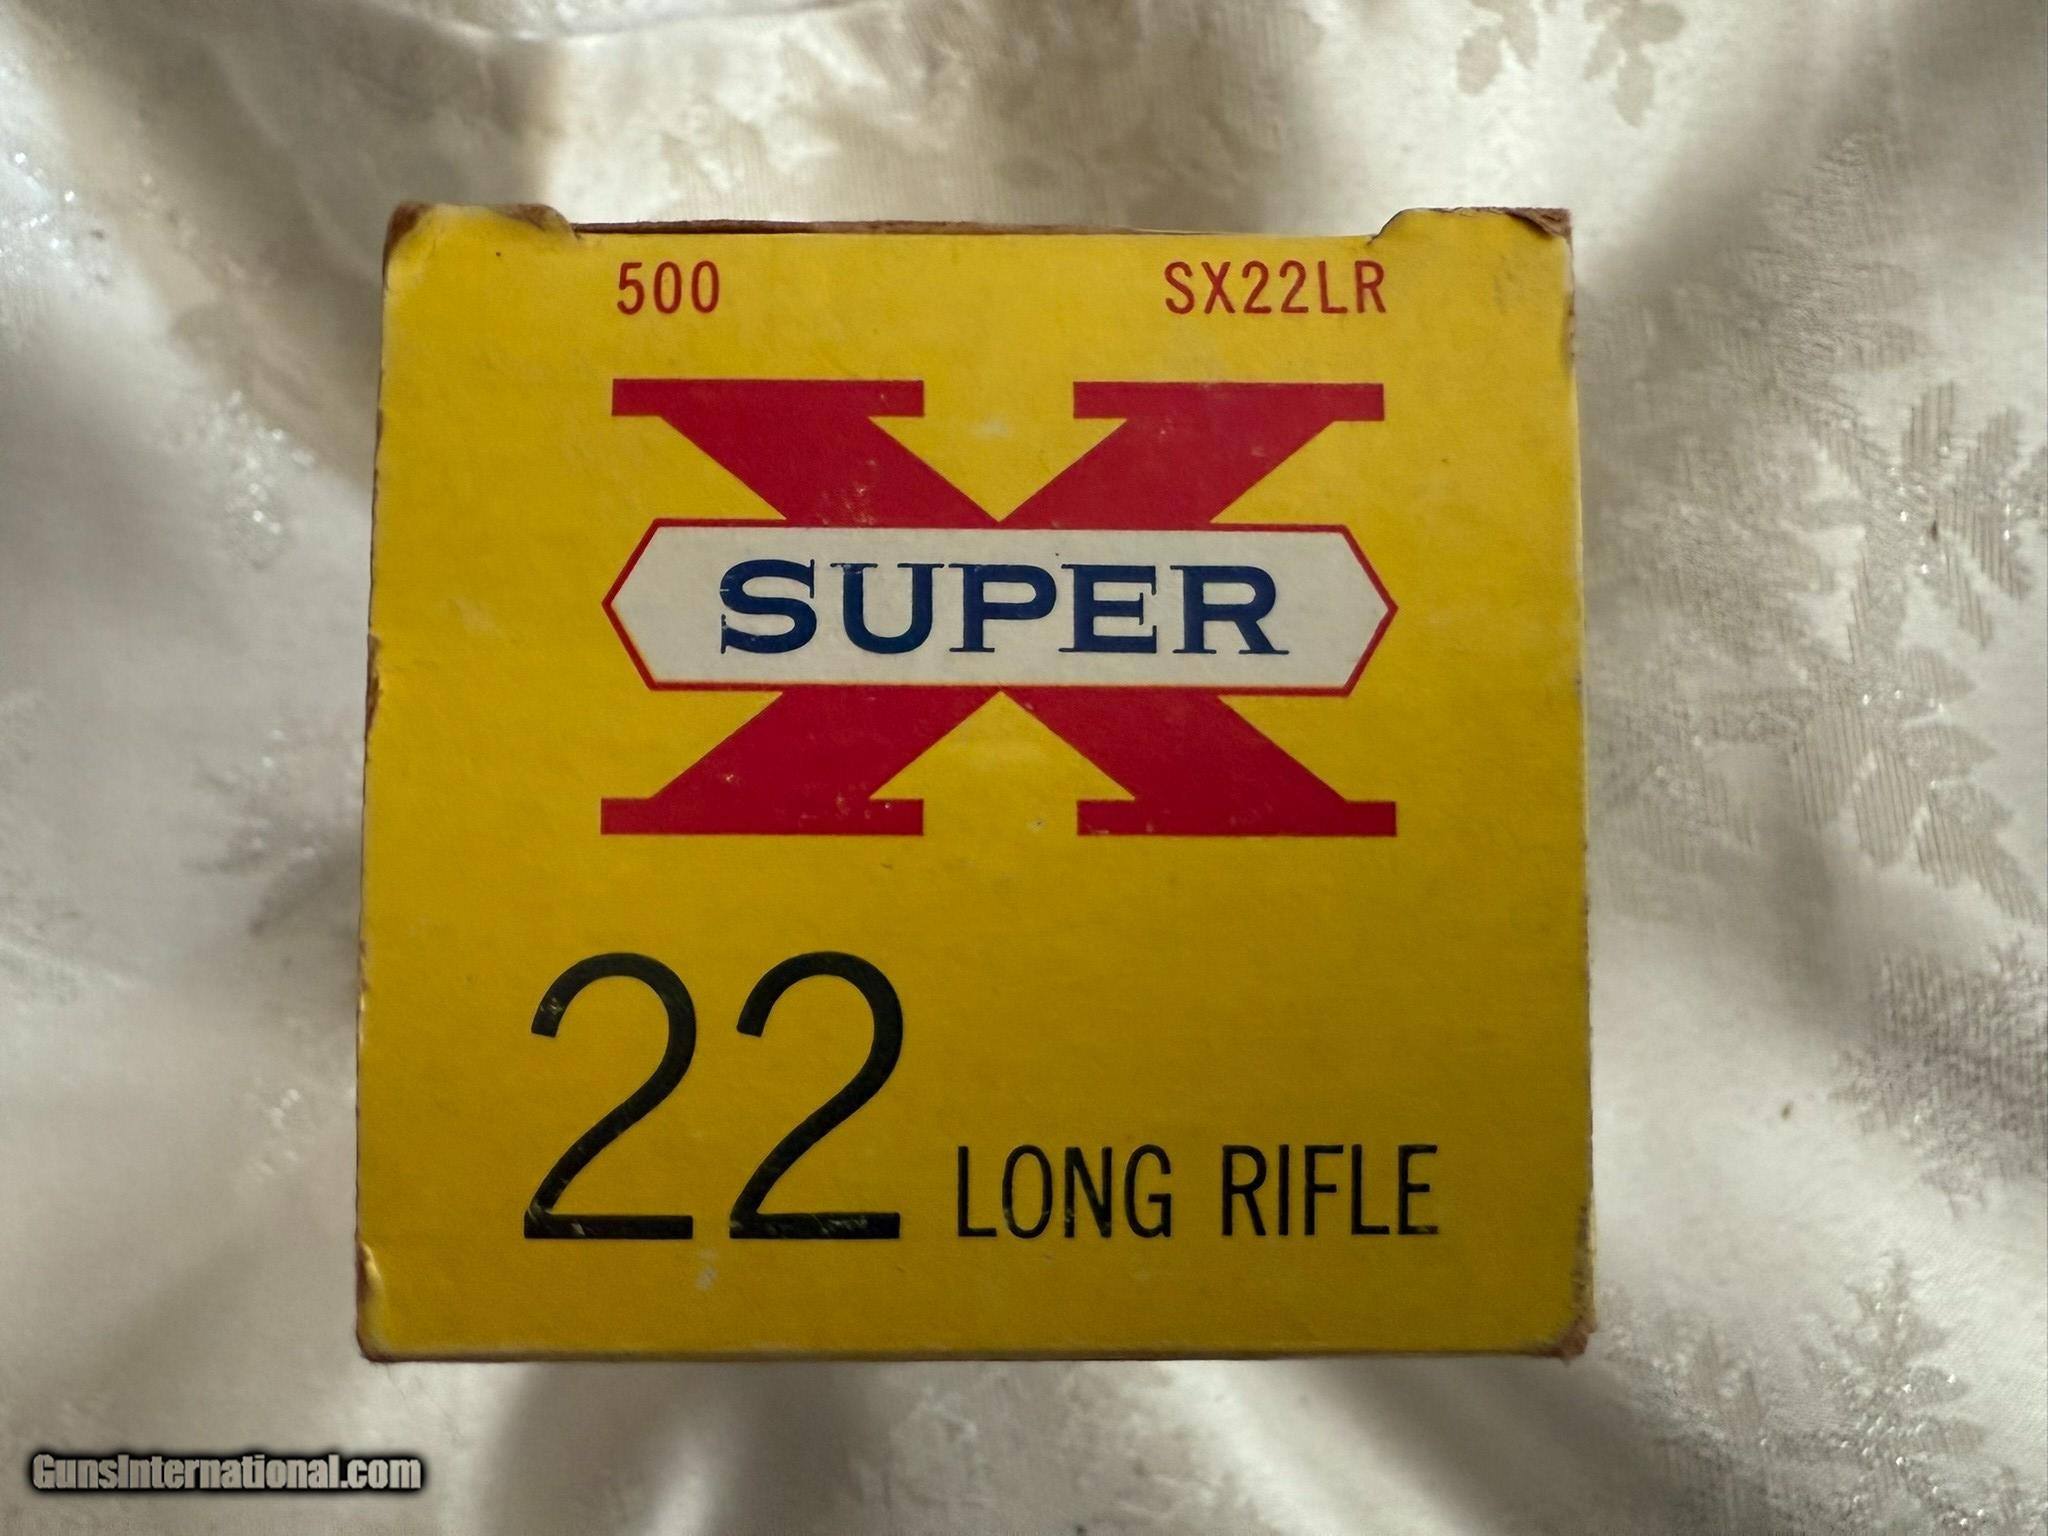 500 SX22LR
X
SUPER
22 LONG RIFLE
GunsInternational.com